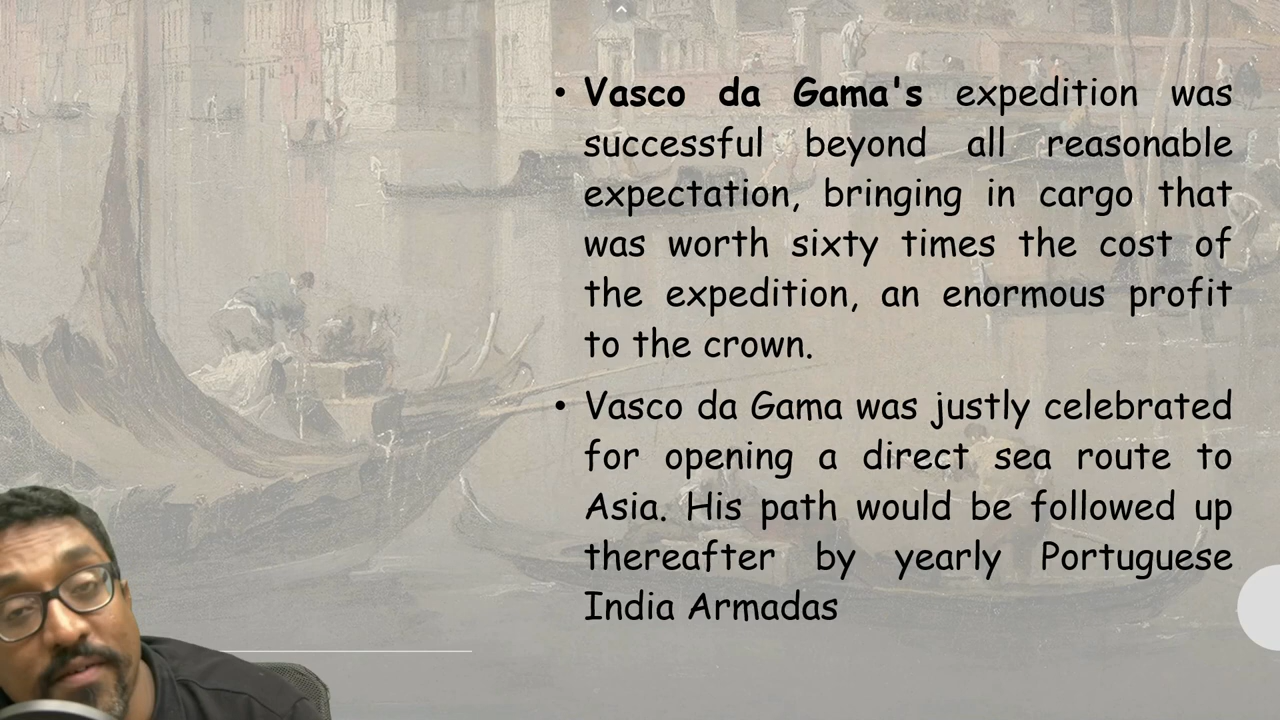 • Vasco da Gama's expedition was
successful beyond all reasonable
expectation, bringing in cargo that
was worth sixty times the cost of
the expedition, an enormous profit
to the crown.
• Vasco da Gama was justly celebrated
for opening a direct sea route to
Asia. His path would be followed up
thereafter by yearly Portuguese
India Armadas